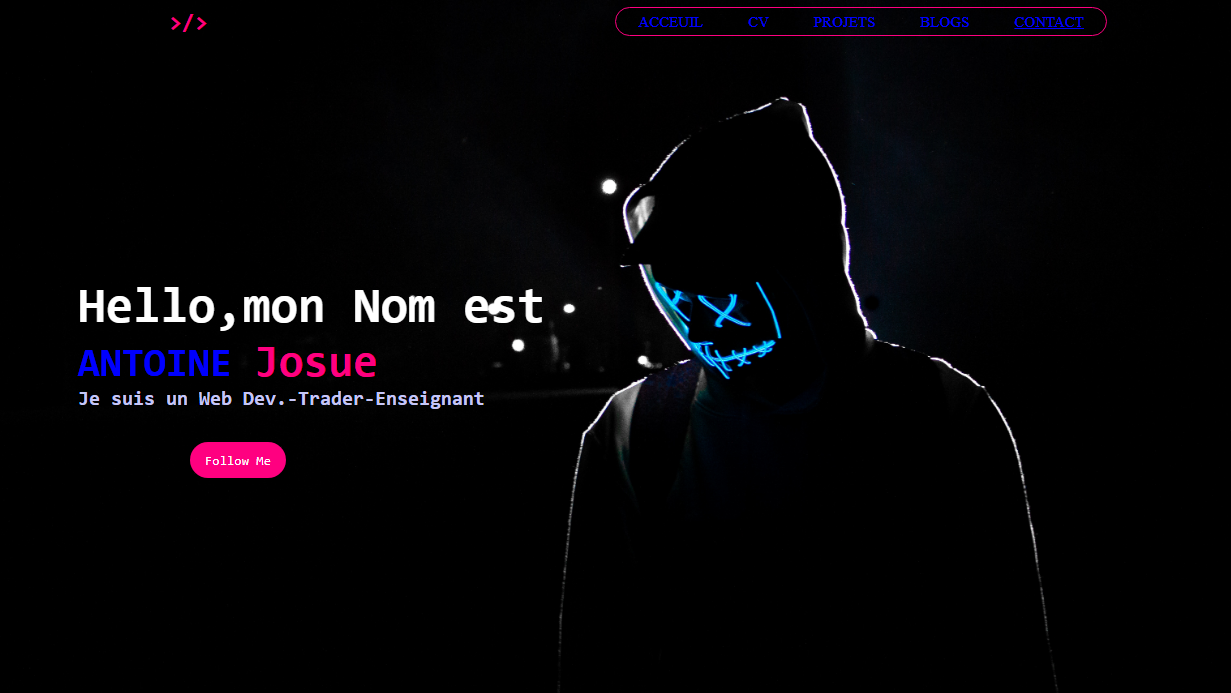 >/>
ACCEUIL CV PROJETS BLOGS CONTACT
Hello,mon Nom est
ANTOINE Josue
Je suis un Web Dev.-Trader-Enseignant
Follow Me